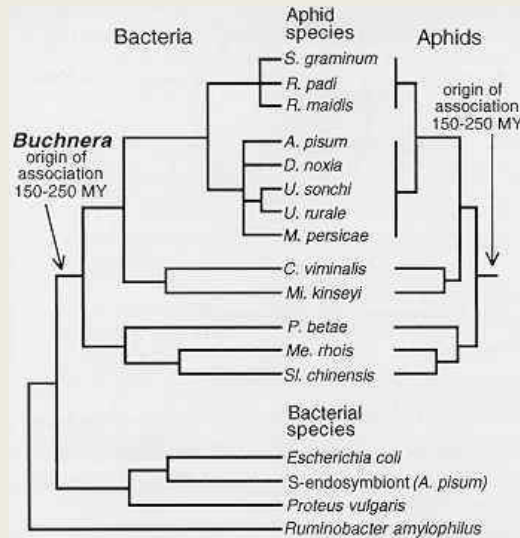 Bacteria
Aphid
species
Aphids
S. graminum
R. padi
R. maidis
A. pisum
D. noxia
U. sonchi
U. rurale
M. persicae
C. viminalis
Mi. kinseyi
P. betae
Me. rhois
Sl. chinensis
Buchnera
origin of
association
150-250 MY
origin of
association
150-250 MY
Bacterial
species
Escherichia coli
S-endosymbiont (A. pisum)
Proteus vulgaris
Ruminobacter amylophilus